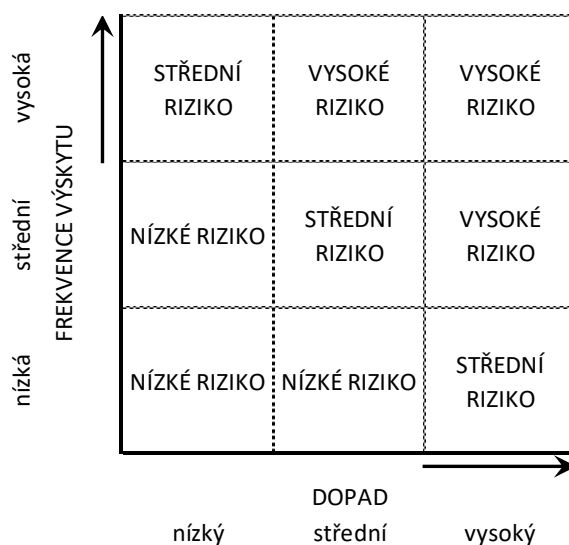 vysoká
STŘEDNÍ
RIZIKO
VYSOKÉ
RIZIKO
VYSOKÉ
RIZIKO
FREKVENCE VÝSKYTU
střední
NÍZKÉ RIZIKO
STŘEDNÍ
RIZIKO
VYSOKÉ
RIZIKO
nízká
NÍZKÉ RIZIKO
NÍZKÉ RIZIKO
STŘEDNÍ
RIZIKO
DOPAD
nízký střední vysoký